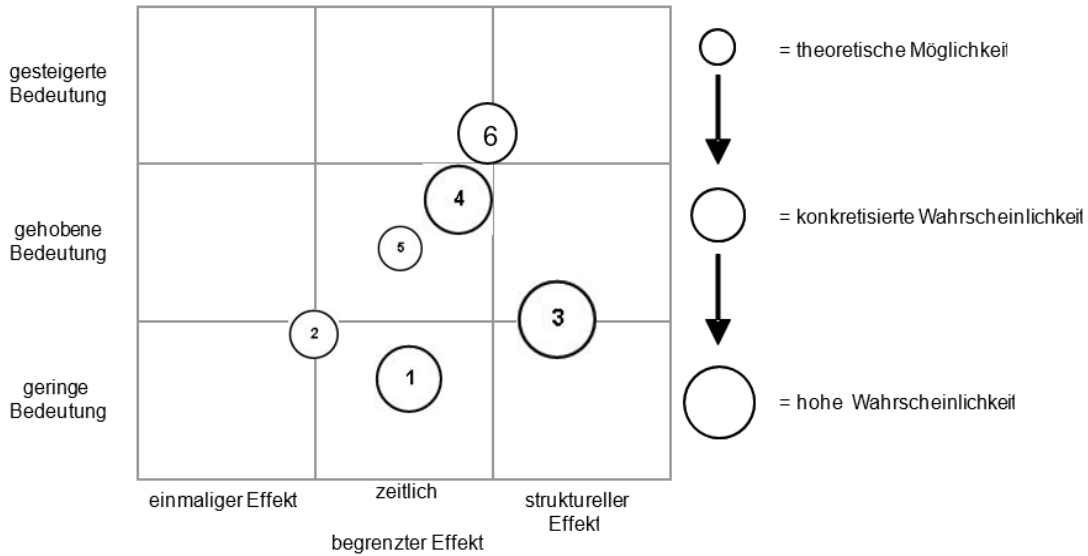 gesteigerte
Bedeutung
gehobene
Bedeutung
geringe
Bedeutung
6
4
5
3
2
1
einmaliger Effekt
zeitlich
begrenzter Effekt
struktureller
Effekt
= theoretische Möglichkeit
= konkretisierte Wahrscheinlichkeit
= hohe Wahrscheinlichkeit